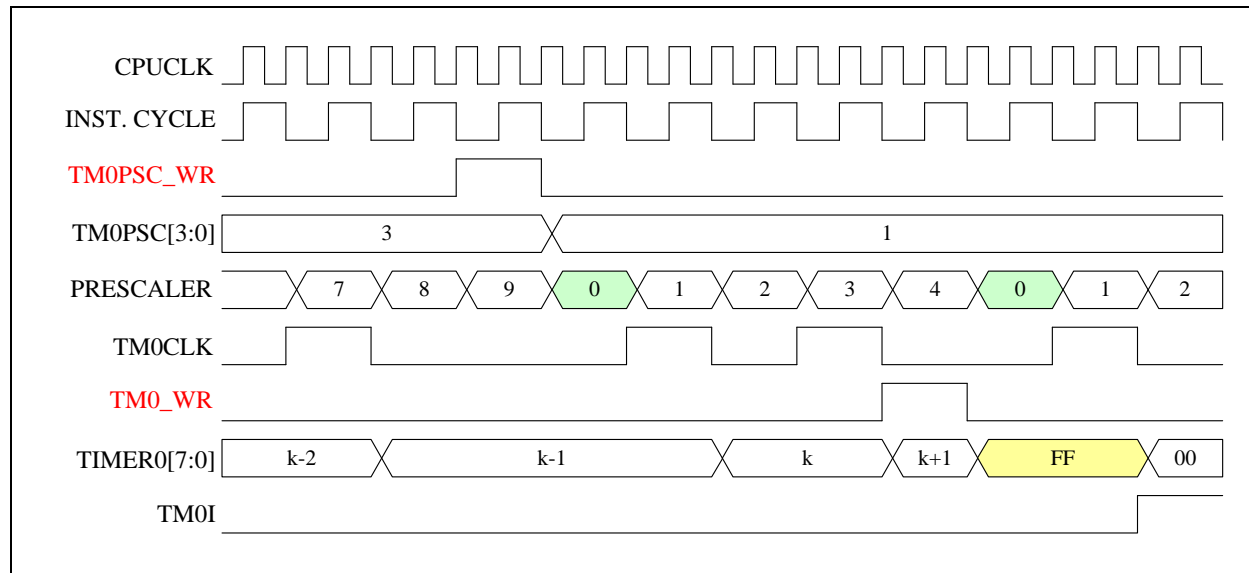 CPUCLK
INST. CYCLE
TM0PSC_WR
TM0PSC[3:0] 3 1
PRESCALER 7 8 9 0 1 2 3 4 0 1 2
TM0CLK
TM0_WR
TIMER0[7:0] k-2 k-1 k k+1 FF 00
TM0I